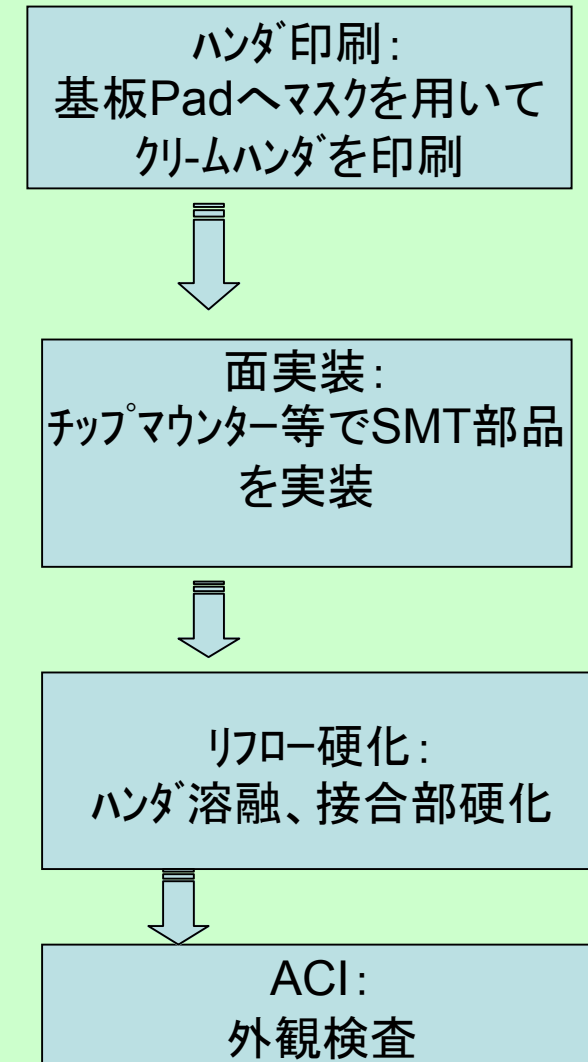 ﾊﾝﾀﾞ印刷：
基板Padへマスクを用いて
ｸﾘｰﾑﾊﾝﾀﾞを印刷
面実装：
ﾁｯﾌﾟﾏｳﾝﾀｰ等でSMT部品
を実装
ﾘﾌﾛｰ硬化：
ﾊﾝﾀﾞ溶融、接合部硬化
ACI：
外観検査